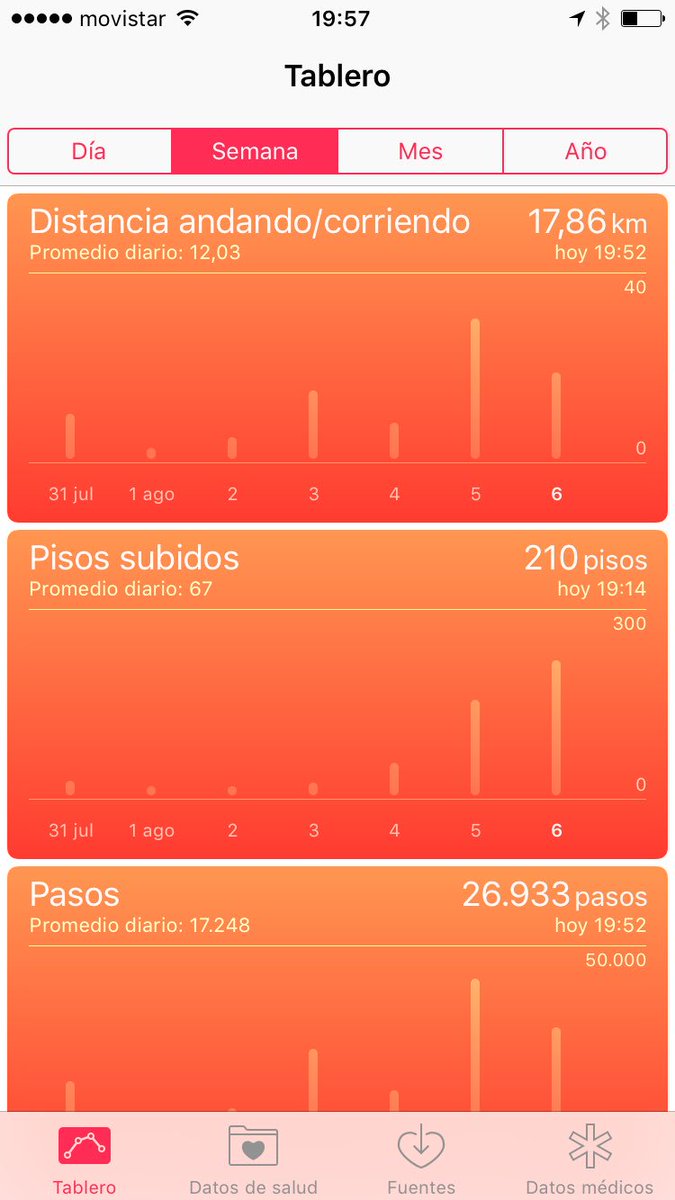 movistar 19:57
Tablero
Día Semana Mes Año
Distancia andando/corriendo 17,86 km
Promedio diario: 12,03 hoy 19:52
40
0
31 jul 1 ago 2 3 4 5 6
Pisos subidos 210 pisos
Promedio diario: 67 hoy 19:14
300
0
31 jul 1 ago 2 3 4 5 6
Pasos 26.933 pasos
Promedio diario: 17.248 hoy 19:52
50.000
Tablero Datos de salud Fuentes Datos médicos